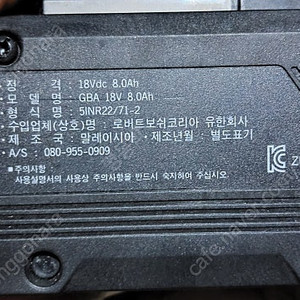 정 격 : 18Vdc 8.0Ah
모 델 명 : GBA 18V 8.0Ah
형 식 명 : 5INR22/71-2
수입업체(상호)명 : 로버트보쉬코리아 유한회사
제 조 국 : 말레이시아 · 제조년월 : 별도표기
A/S : 080-955-0909
■ 주의사항
사용설명서의 사용상 주의사항을 반드시 숙지하여 주십시오.